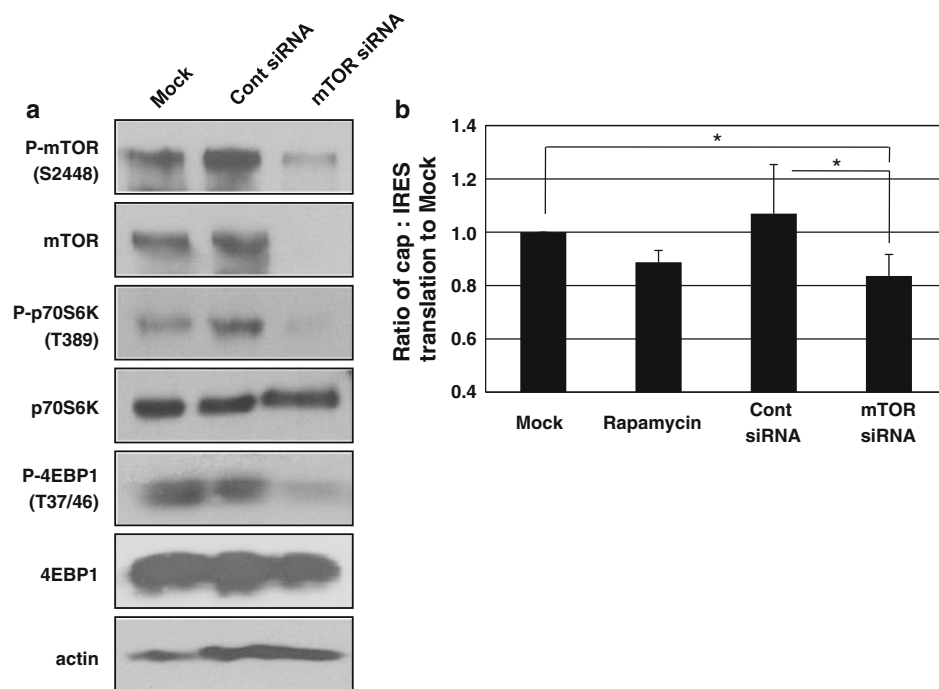 a
Mock
Cont siRNA
mTOR siRNA
P-mTOR
(S2448)
mTOR
P-p70S6K
(T389)
p70S6K
P-4EBP1
(T37/46)
4EBP1
actin
b
Ratio of cap : IRES
translation to Mock
1.4
1.2
1.0
0.8
0.6
0.4
*
*
Mock
Rapamycin
Cont
siRNA
mTOR
siRNA